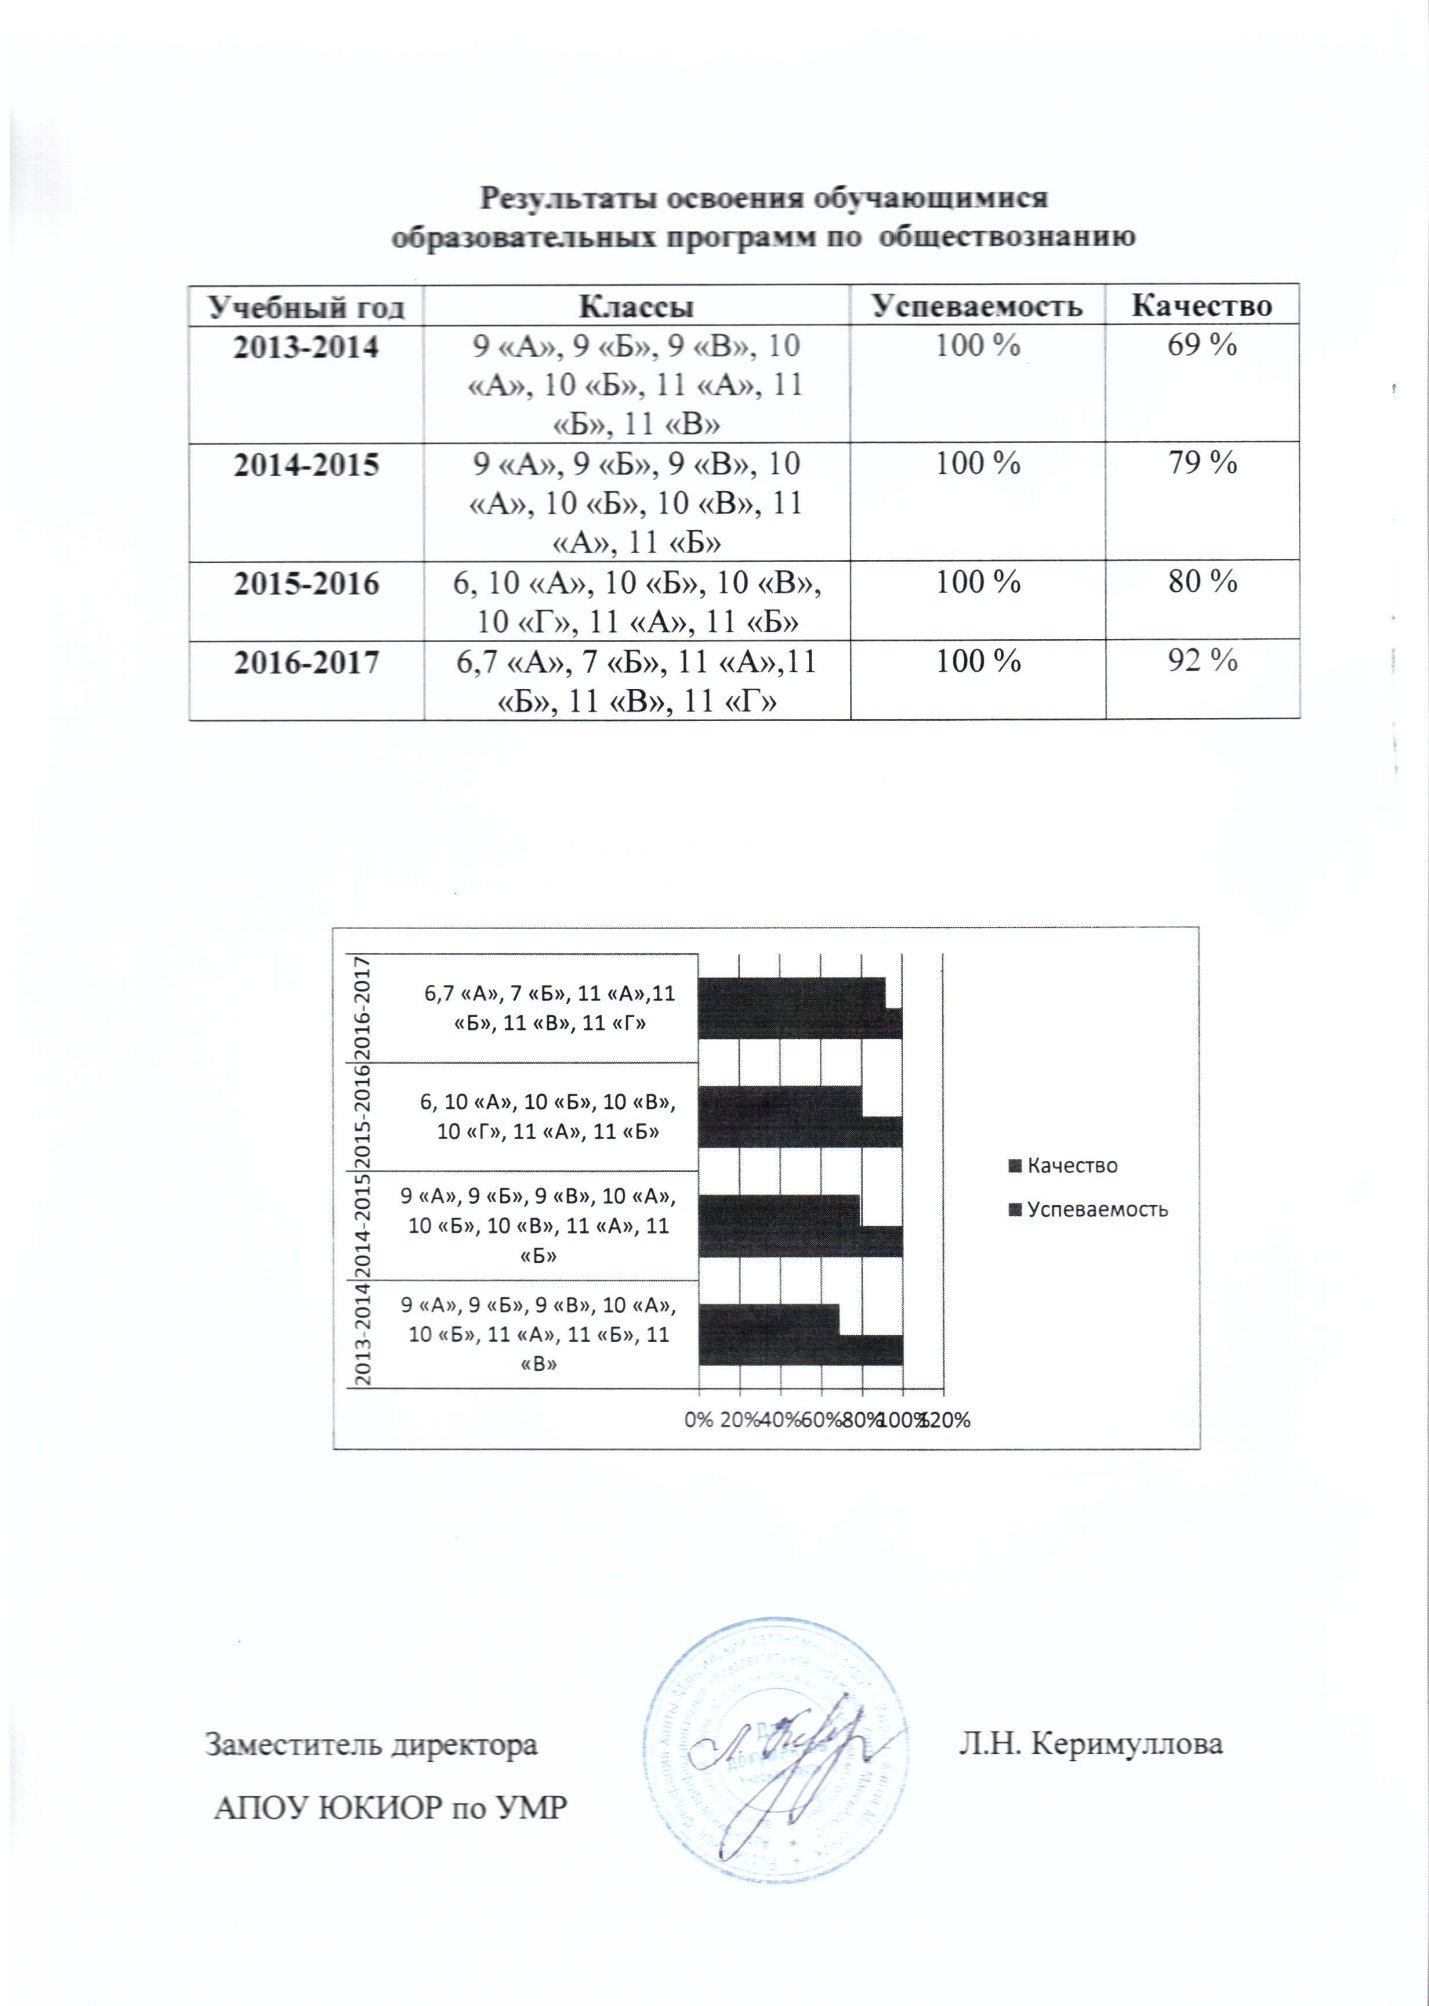 Результаты освоения обучающимися
образовательных программ по обществознанию
Учебный год Классы Успеваемость Качество
2013-2014 9 «А», 9 «Б», 9 «В», 10 100 % 69 %
«А», 10 «Б», 11 «А», 11
«Б», 11 «В»
2014-2015 9 «А», 9 «Б», 9 «В», 10 100 % 79 %
«А», 10 «Б», 10 «В», 11
«А», 11 «Б»
2015-2016 6, 10 «А», 10 «Б», 10 «В», 100 % 80 %
10 «Г», 11 «А», 11 «Б»
2016-2017 6,7 «А», 7 «Б», 11 «А»,11 100 % 92 %
«Б», 11 «В», 11 «Г»
2016-2017
6,7 «А», 7 «Б», 11 «А»,11
«Б», 11 «В», 11 «Г»
2015-2016
6, 10 «А», 10 «Б», 10 «В»,
10 «Г», 11 «А», 11 «Б»
2014-2015
9 «А», 9 «Б», 9 «В», 10 «А»,
10 «Б», 10 «В», 11 «А», 11
«Б»
2013-2014
9 «А», 9 «Б», 9 «В», 10 «А»,
10 «Б», 11 «А», 11 «Б», 11
«В»
0% 20% 40% 60% 80% 100% 120%
Качество
Успеваемость
Заместитель директора Л.Н. Керимуллова
АПОУ ЮКИОР по УМР